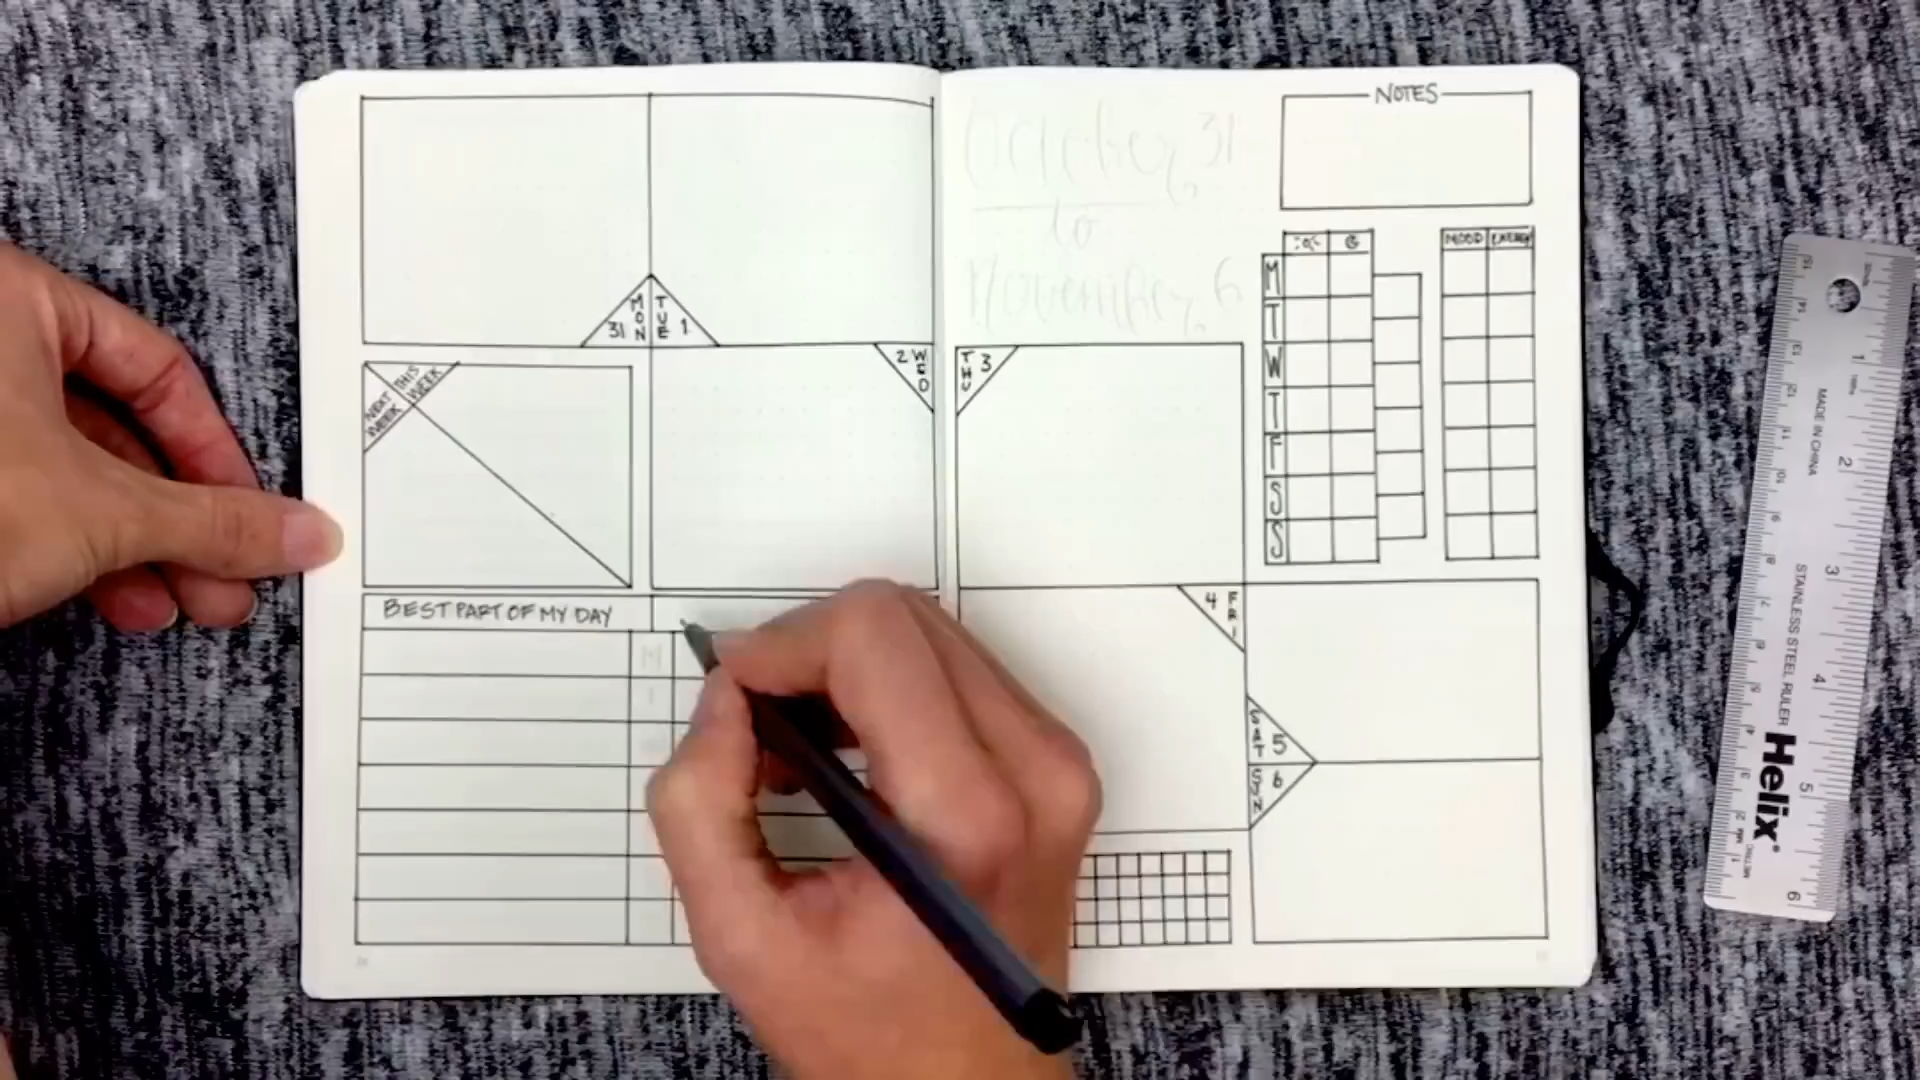 NOTES
October, 31
to
November, 6
MOOD ENERGY
MON 31
TUE 1
2 WED
THU 3
THIS WEEK
NEXT WEEK
M
T
W
T
F
S
S
BEST PART OF MY DAY
4 FRI
SAT 5
SUN 6
M
T
MADE IN CHINA
STAINLESS STEEL RULER
Helix
1
2
3
4
5
6